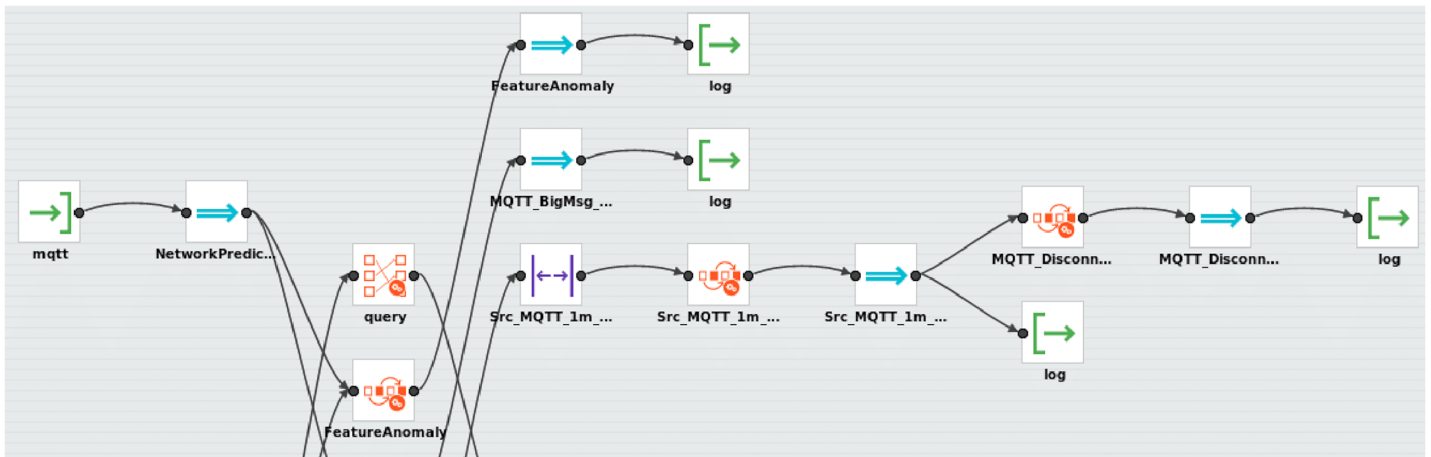 FeatureAnomaly
log
MQTT_BigMsg_...
log
mqtt
NetworkPredic...
MQTT_Disconn...
MQTT_Disconn...
log
query
Src_MQTT_1m_...
Src_MQTT_1m_...
Src_MQTT_1m_...
log
FeatureAnomaly